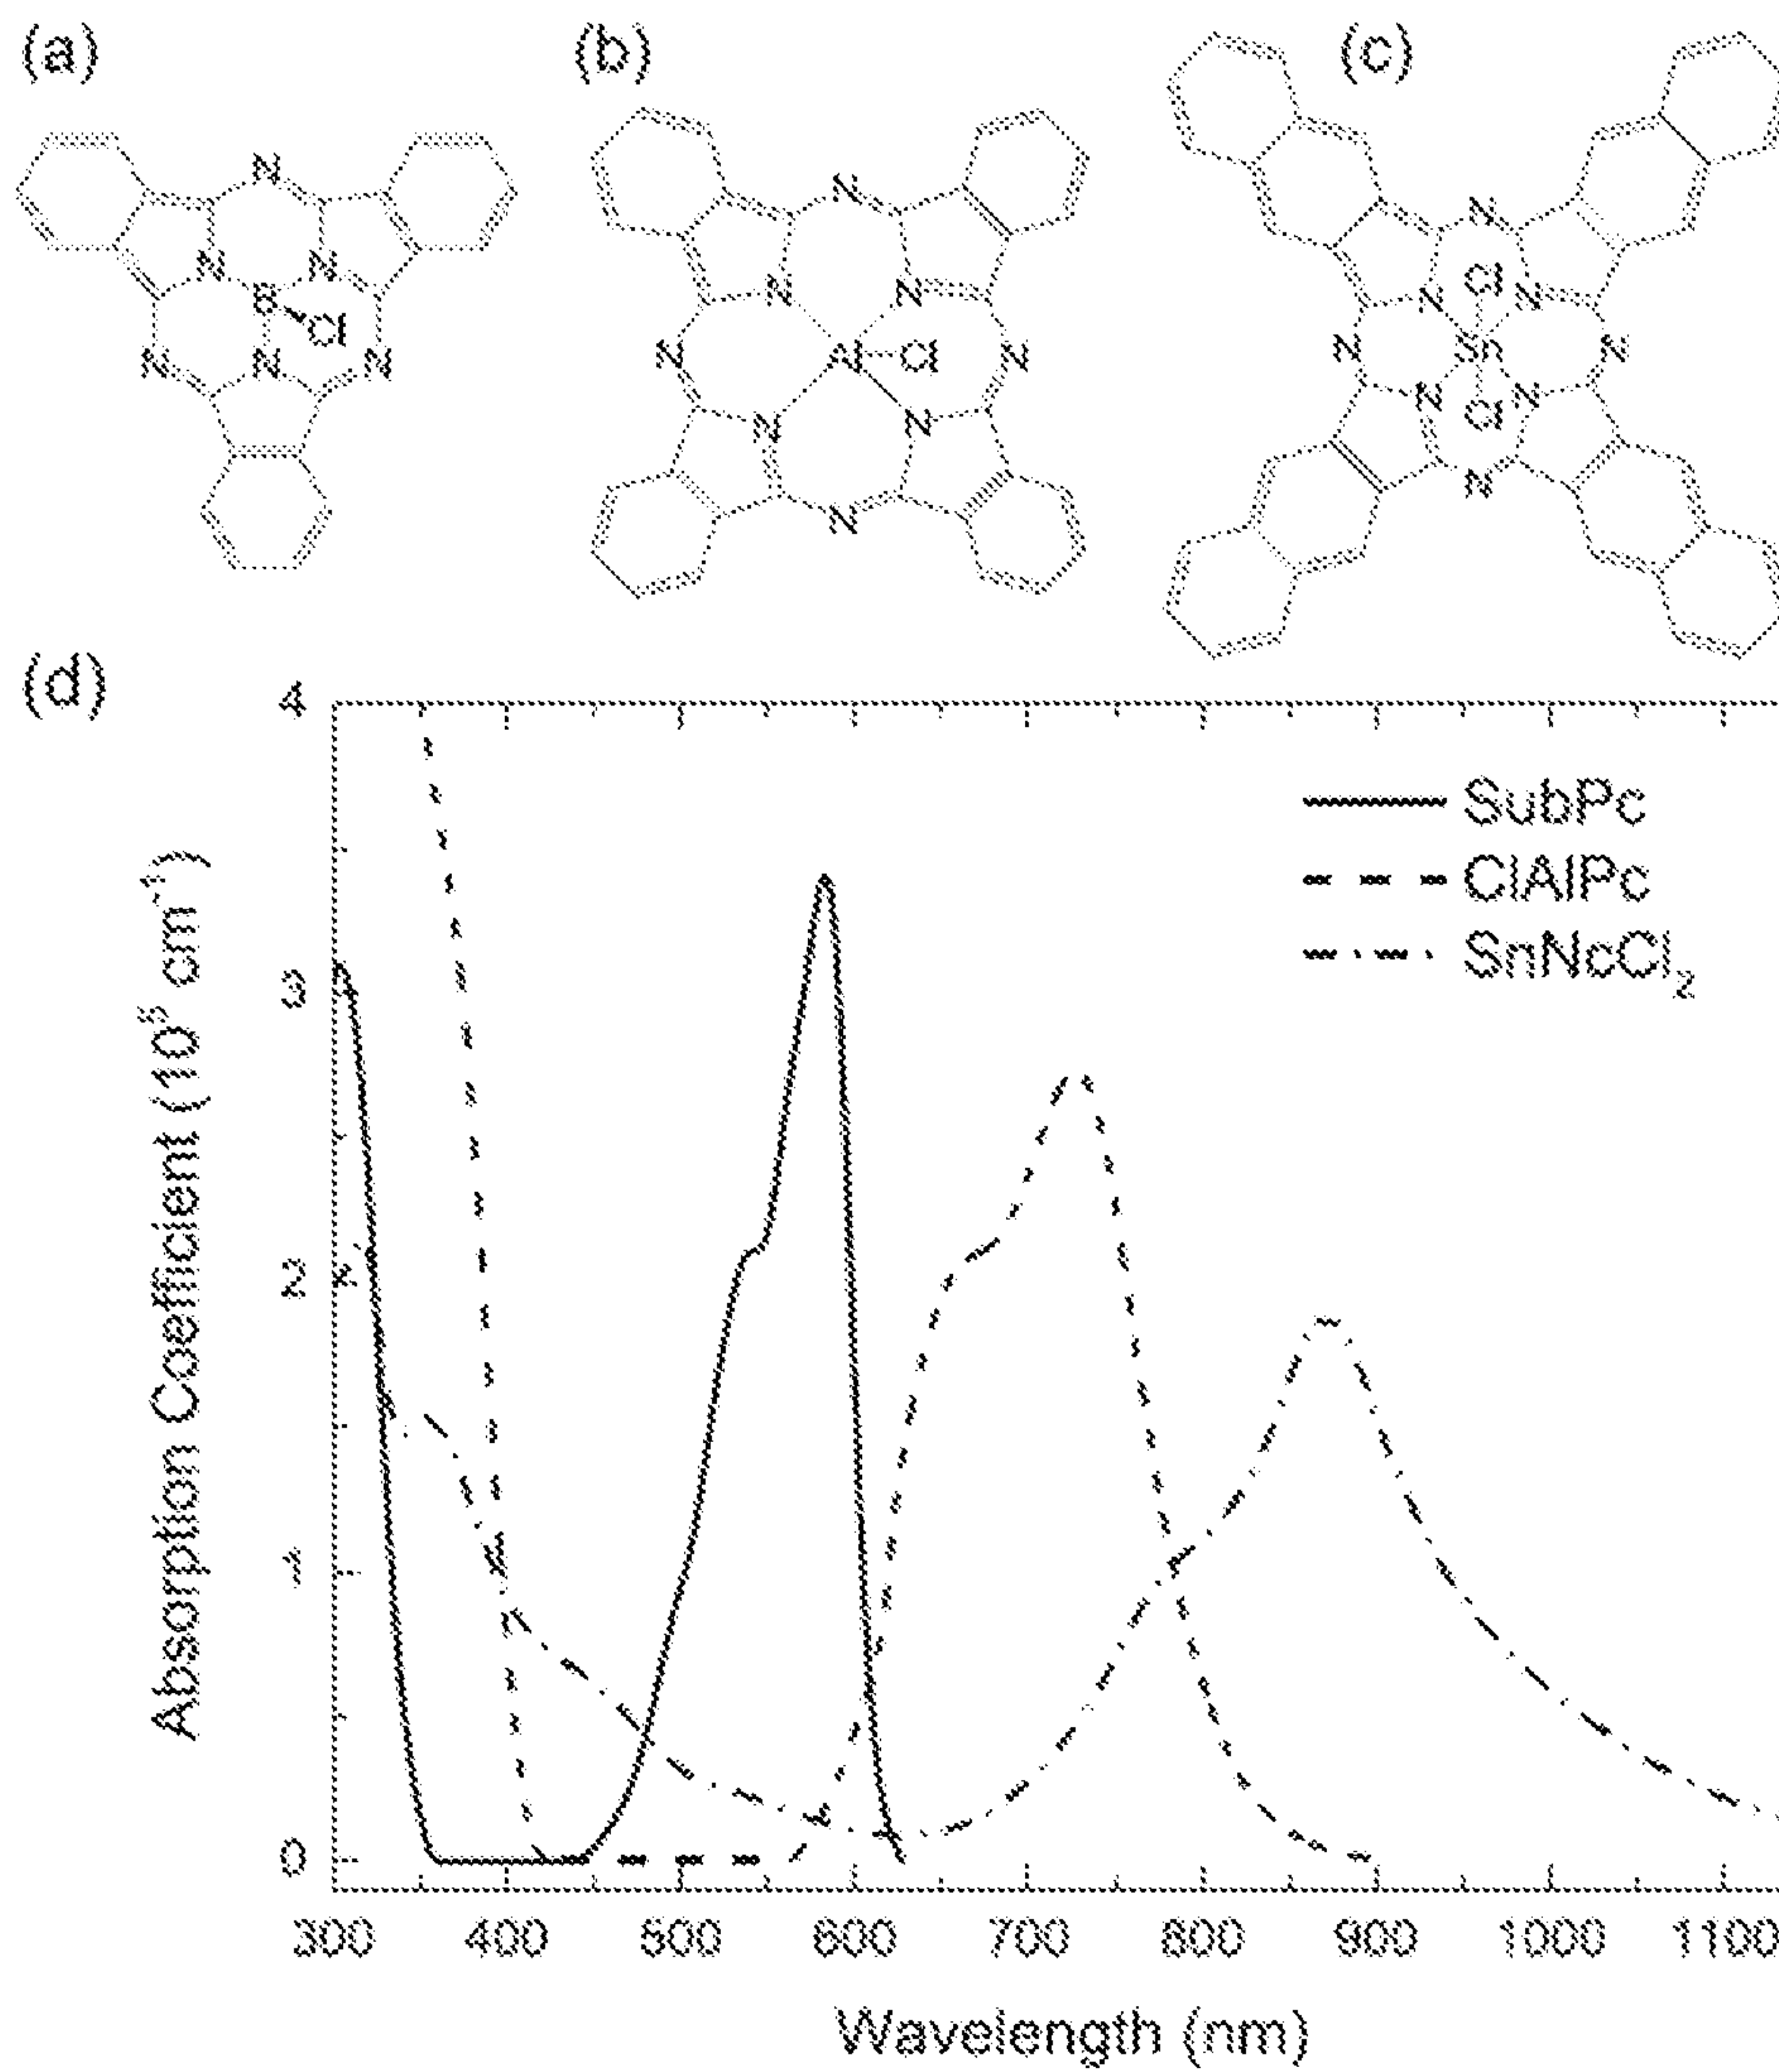 (a)
(b)
(c)
N
N
N
B
Cl
N
N
N
N
N
N
N
Al
Cl
N
N
N
N
N
Cl
N
N
N
Sn
N
N
N
Cl
N
(d)
4
3
2
1
0
Absorption Coefficient (10⁵ cm⁻¹)
SubPc
ClAlPc
SnNcCl₂
300 400 500 600 700 800 900 1000 1100
Wavelength (nm)